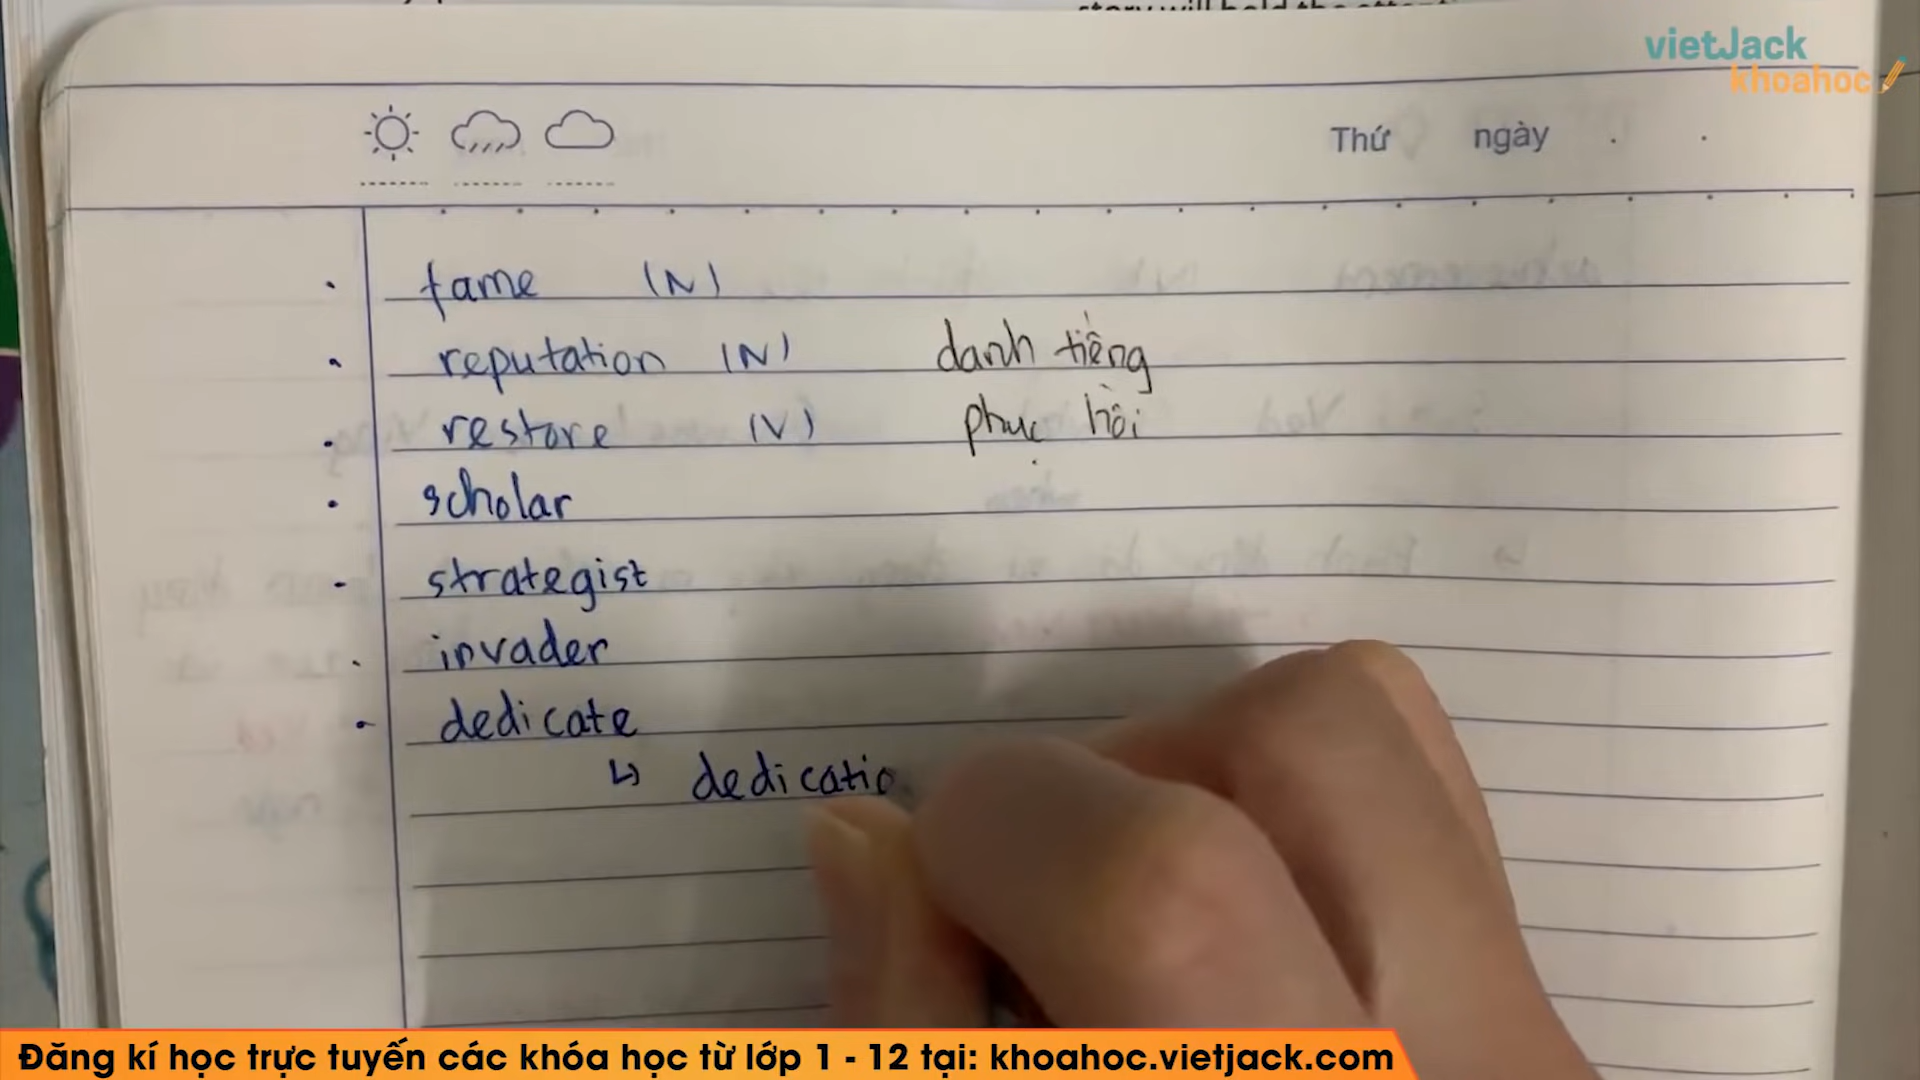 vietJack
khoahoc
Thứ ngày . .
fame (N)
reputation (N) danh tiếng
restore (V) phục hồi
scholar
strategist
invader
dedicate
↳ dedicatio
Đăng kí học trực tuyến các khóa học từ lớp 1 - 12 tại: khoahoc.vietjack.com